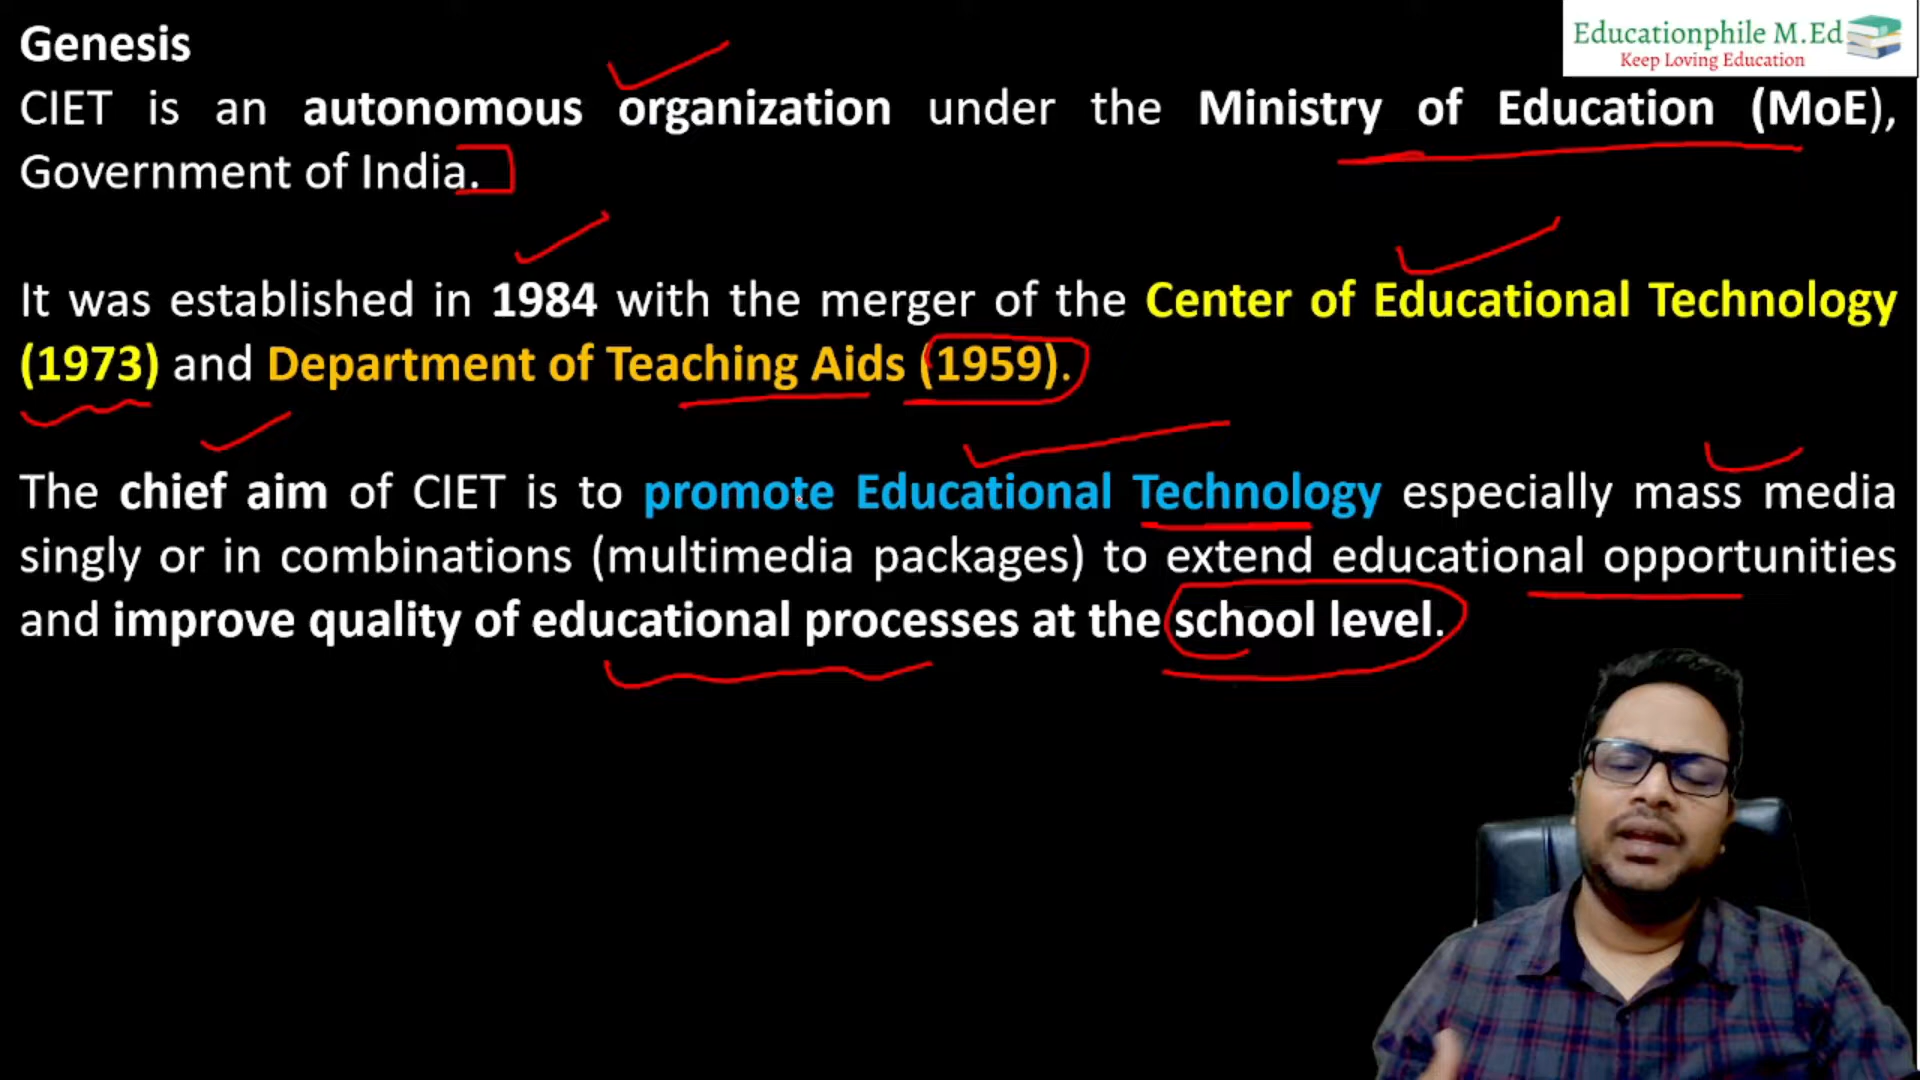 Educationphile M.Ed
Keep Loving Education
Genesis
CIET is an autonomous organization under the Ministry of Education (MoE),
Government of India.
It was established in 1984 with the merger of the Center of Educational Technology
(1973) and Department of Teaching Aids (1959).
The chief aim of CIET is to promote Educational Technology especially mass media
singly or in combinations (multimedia packages) to extend educational opportunities
and improve quality of educational processes at the school level.